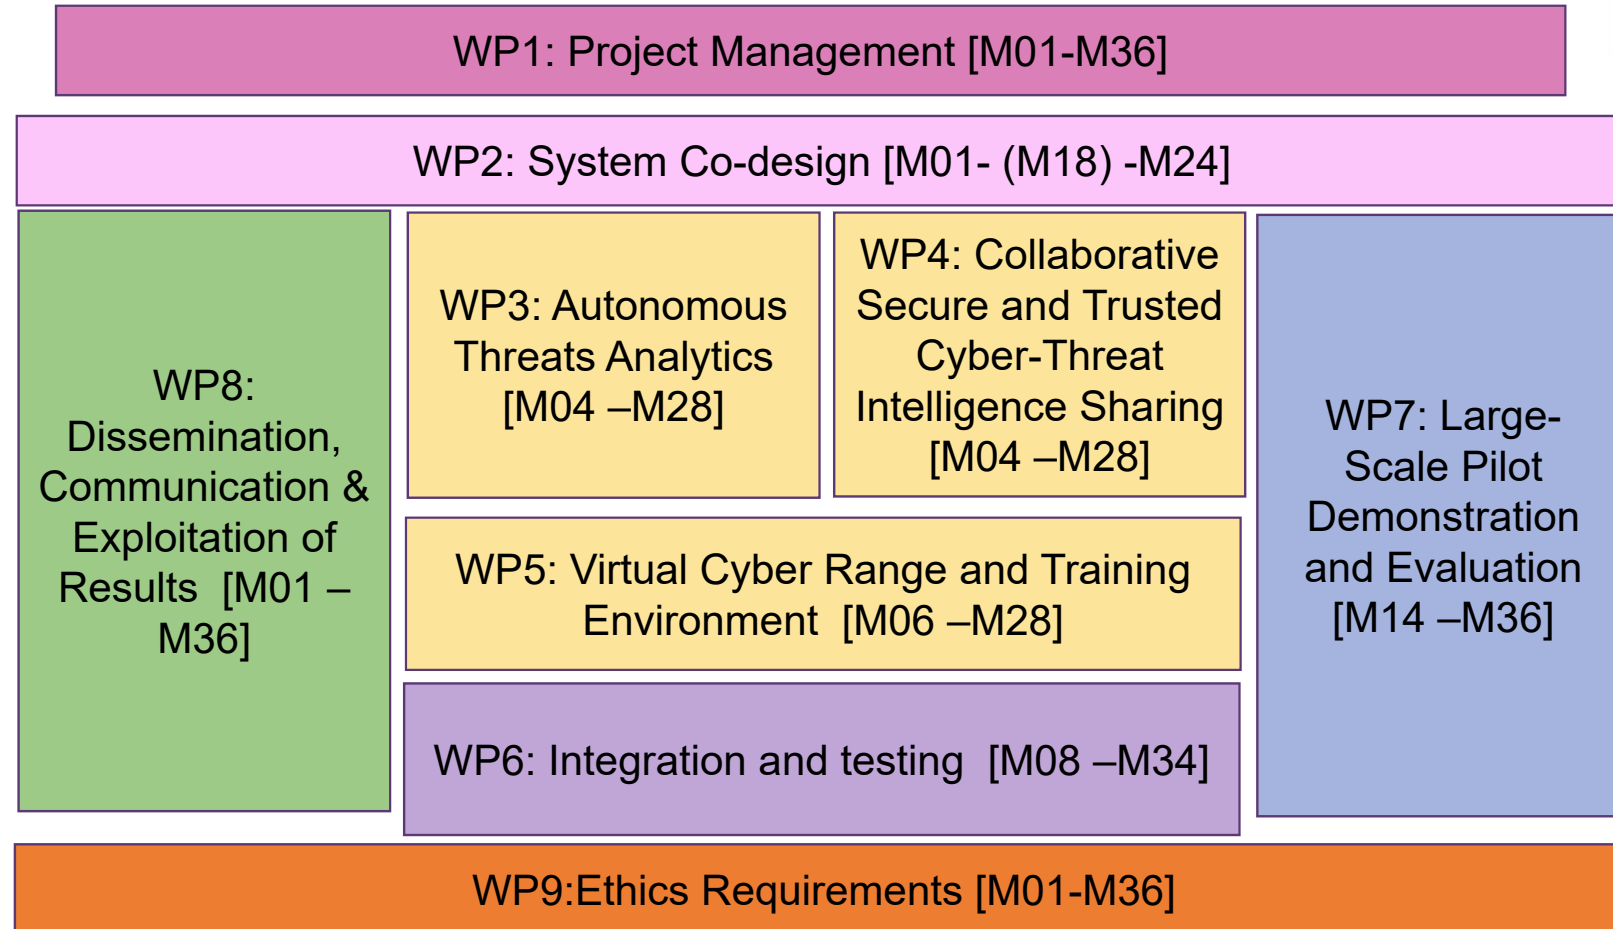 WP1: Project Management [M01-M36]
WP2: System Co-design [M01- (M18) -M24]
WP8:
Dissemination,
Communication &
Exploitation of
Results  [M01 –
M36]
WP3: Autonomous
Threats Analytics
[M04 –M28]
WP4: Collaborative
Secure and Trusted
Cyber-Threat
Intelligence Sharing
[M04 –M28]
WP5: Virtual Cyber Range and Training
Environment  [M06 –M28]
WP6: Integration and testing  [M08 –M34]
WP7: Large-
Scale Pilot
Demonstration
and Evaluation
[M14 –M36]
WP9:Ethics Requirements [M01-M36]